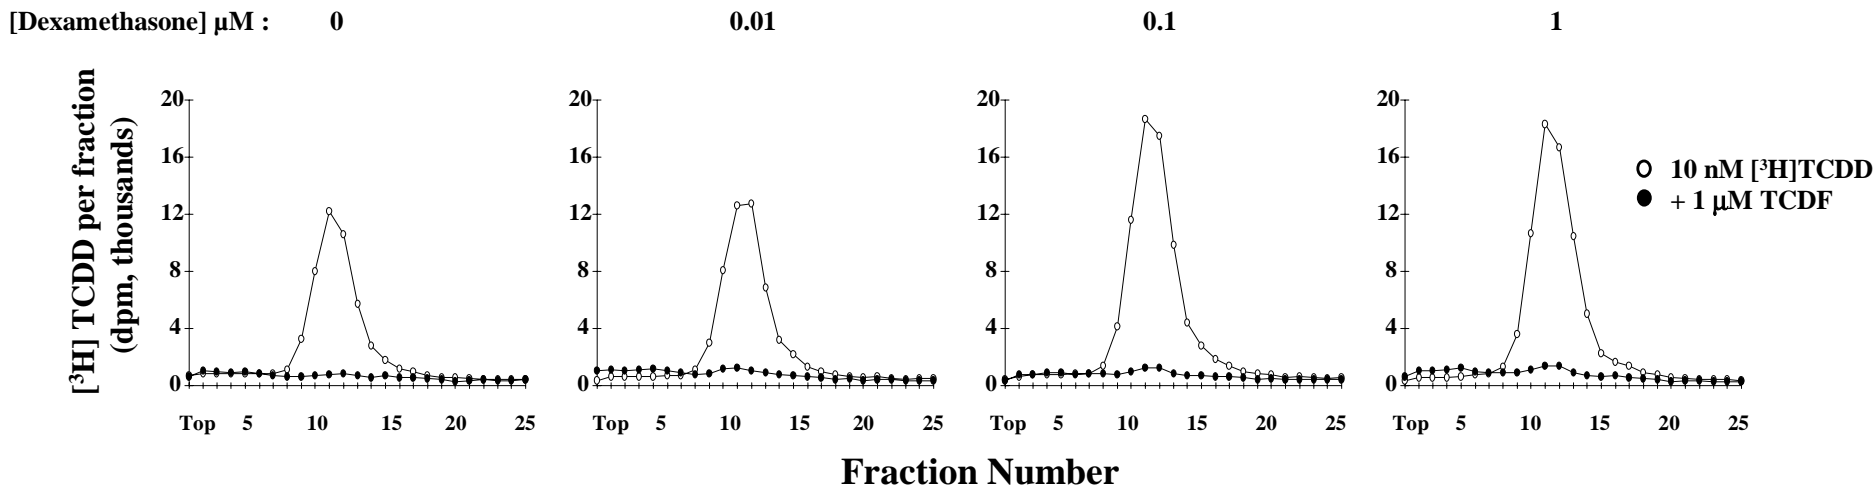 [Dexamethasone] µM : 0 0.01 0.1 1
[³H] TCDD per fraction
(dpm, thousands)
20 20 20 20
16 16 16 16
12 12 12 12
8 8 8 8
4 4 4 4
0 0 0 0
10 nM [³H]TCDD
+ 1 µM TCDF
Top 5 10 15 20 25 Top 5 10 15 20 25 Top 5 10 15 20 25 Top 5 10 15 20 25
Fraction Number